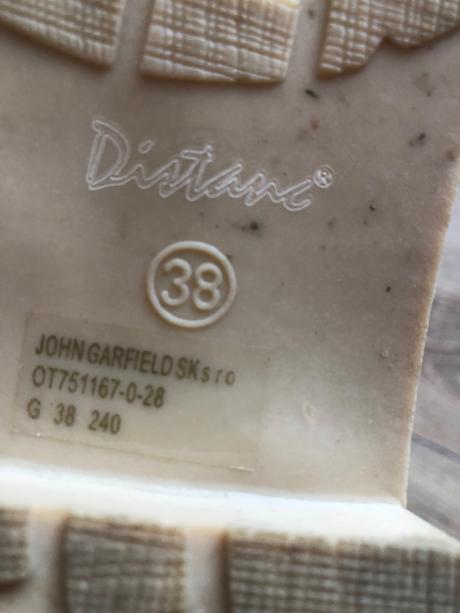 Distanc®
38
JOHN GARFIELD SK s r o
OT751167-0-28
G 38 240